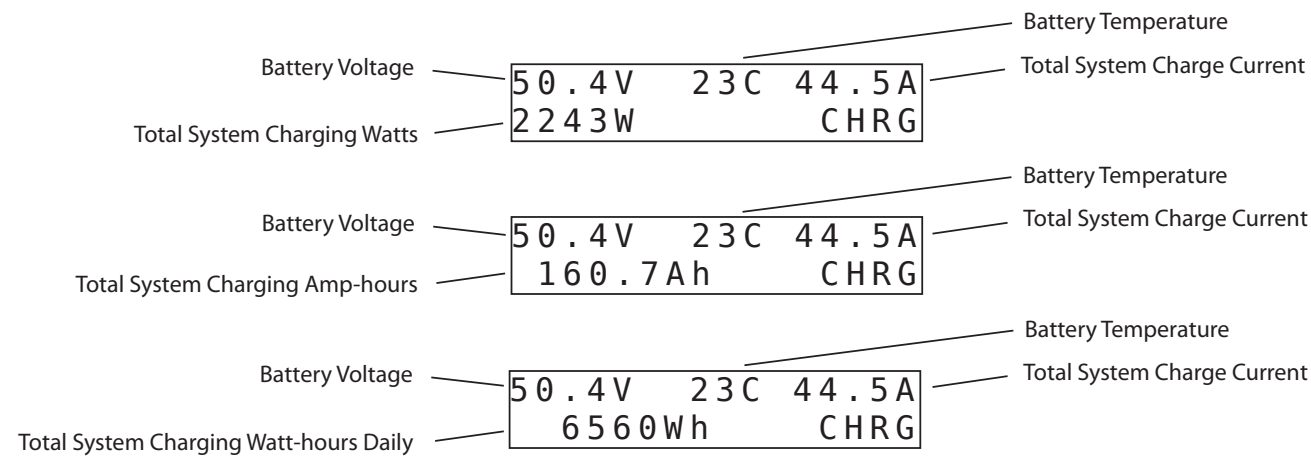 Battery Temperature
Battery Voltage
Total System Charge Current
50.4V 23C 44.5A
Total System Charging Watts
2243W CHRG
Battery Temperature
Battery Voltage
Total System Charge Current
50.4V 23C 44.5A
Total System Charging Amp-hours
160.7Ah CHRG
Battery Temperature
Battery Voltage
Total System Charge Current
50.4V 23C 44.5A
Total System Charging Watt-hours Daily
6560Wh CHRG